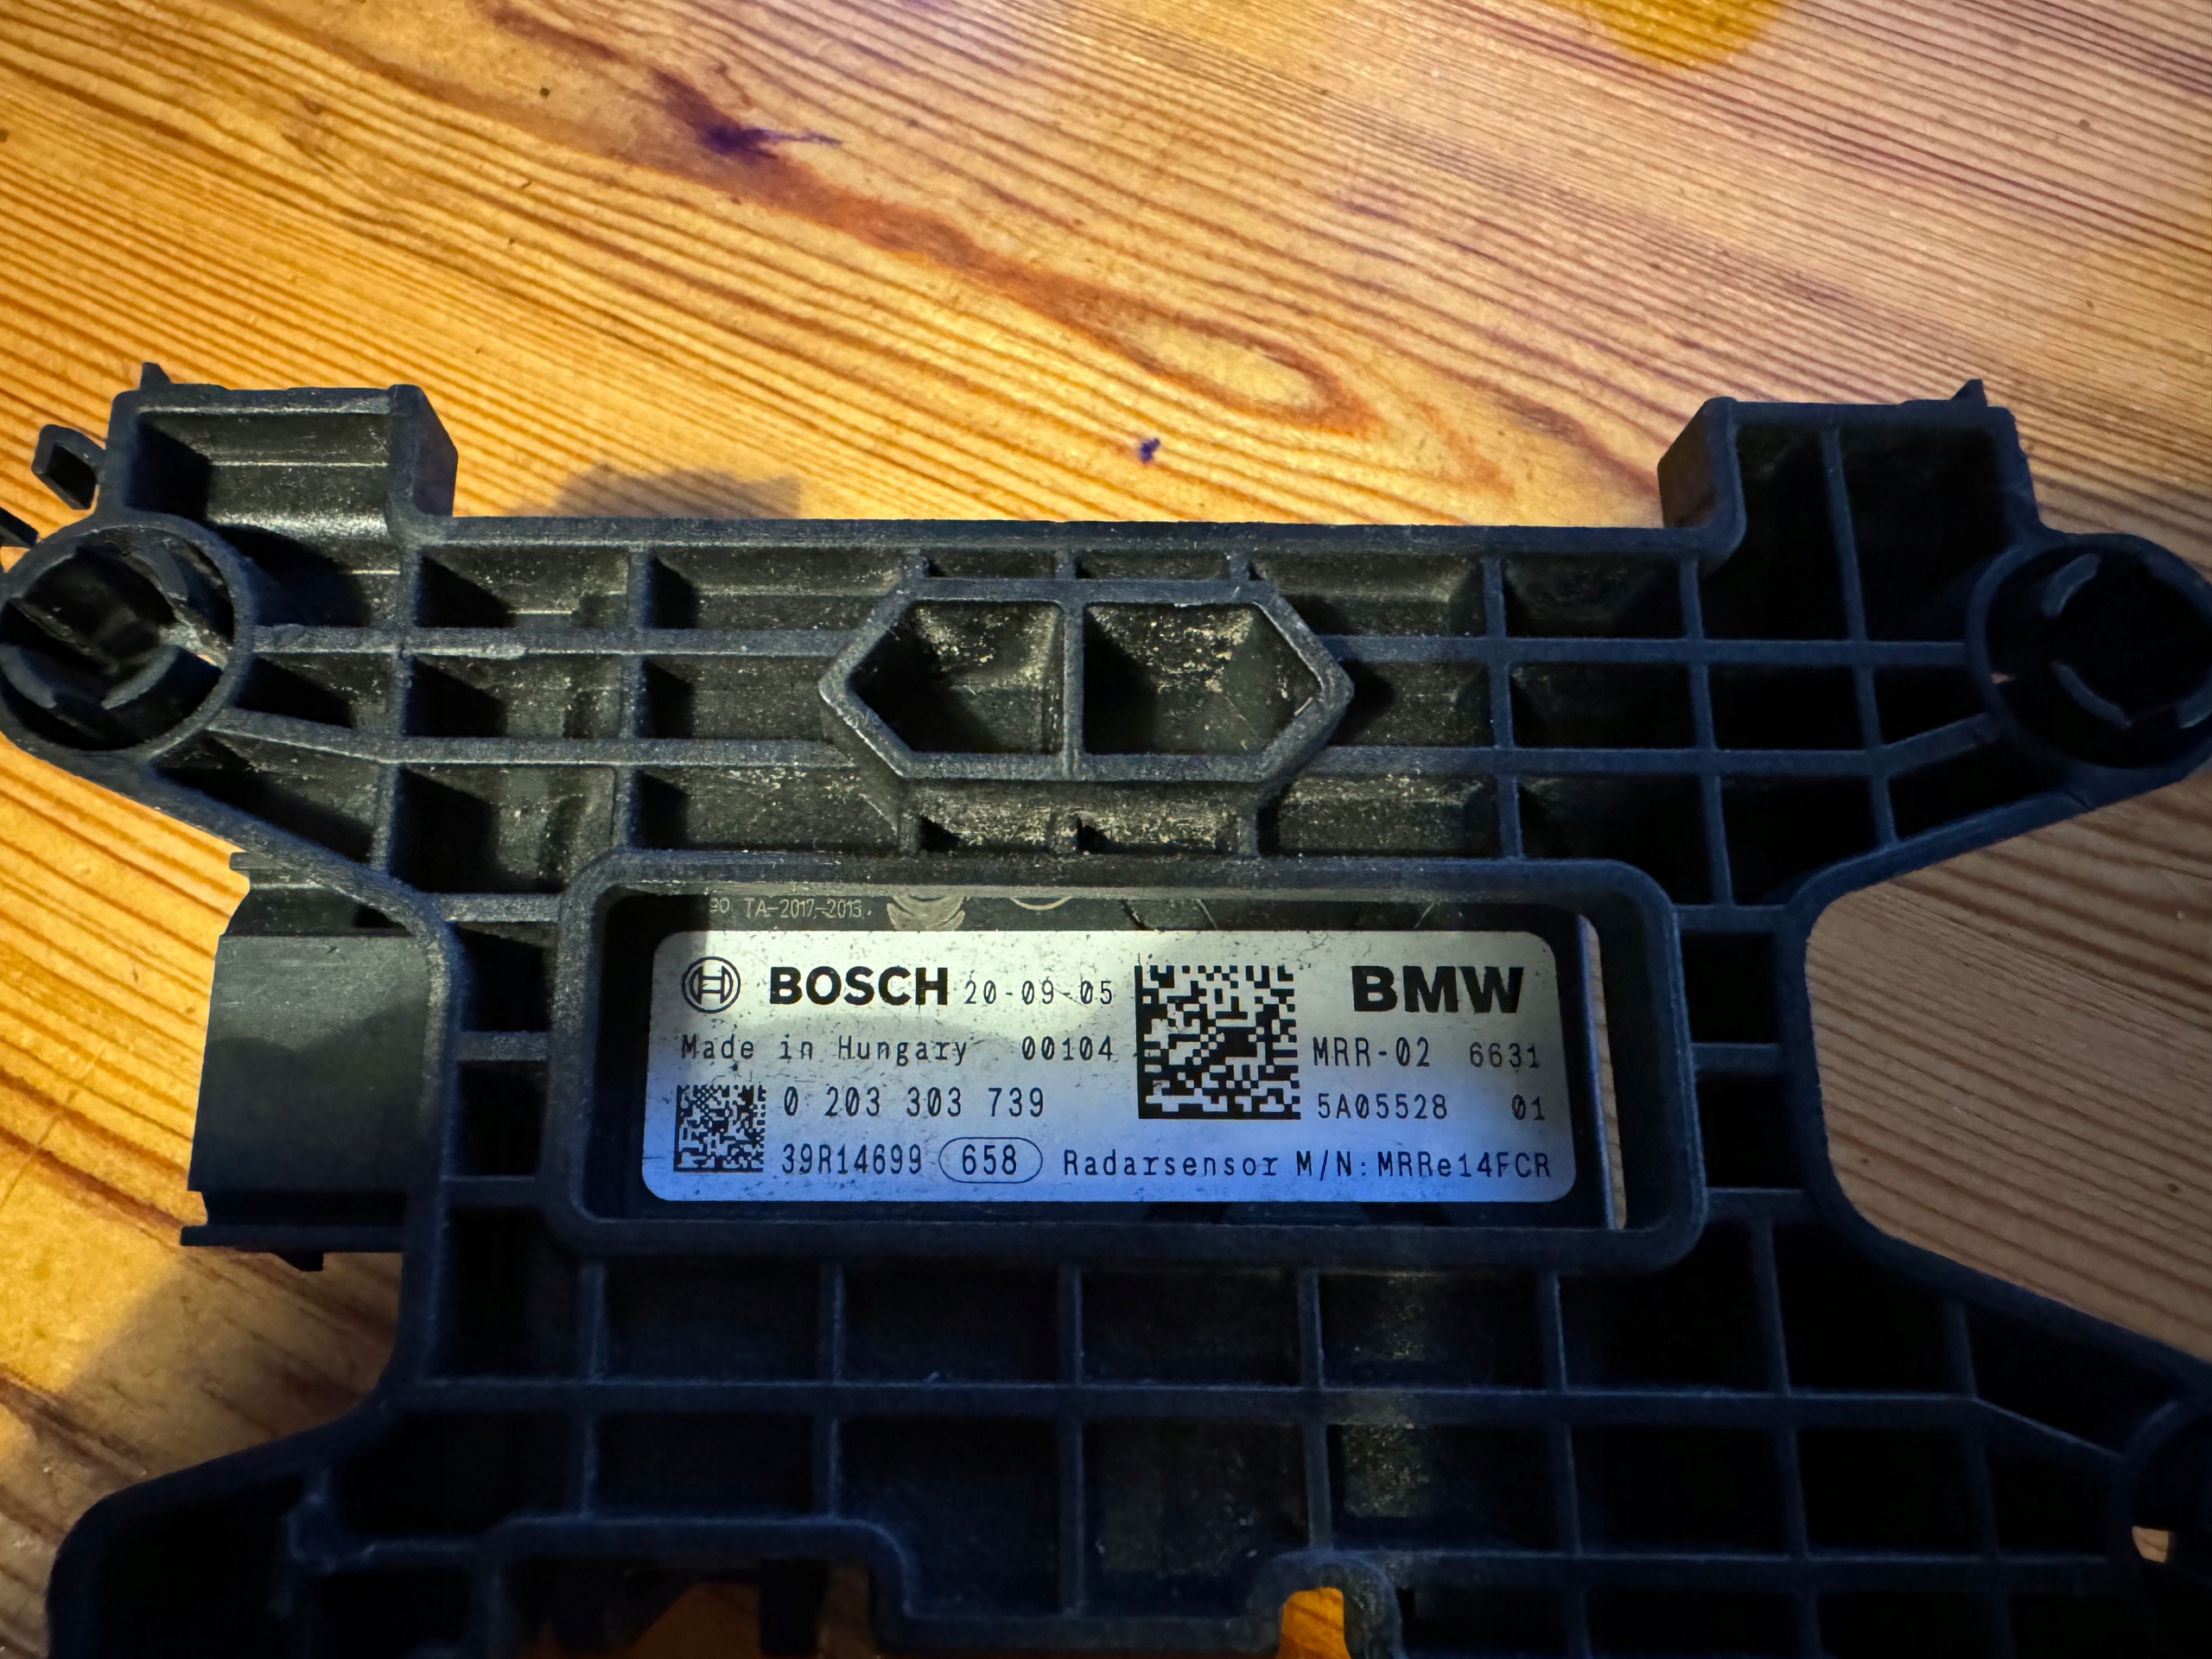 TA-2017-2013
BOSCH 20-09-05
Made in Hungary 00104
0 203 303 739
39R14699 658 Radarsensor M/N:MRRe14FCR
BMW
MRR-02 6631
5A05528 01